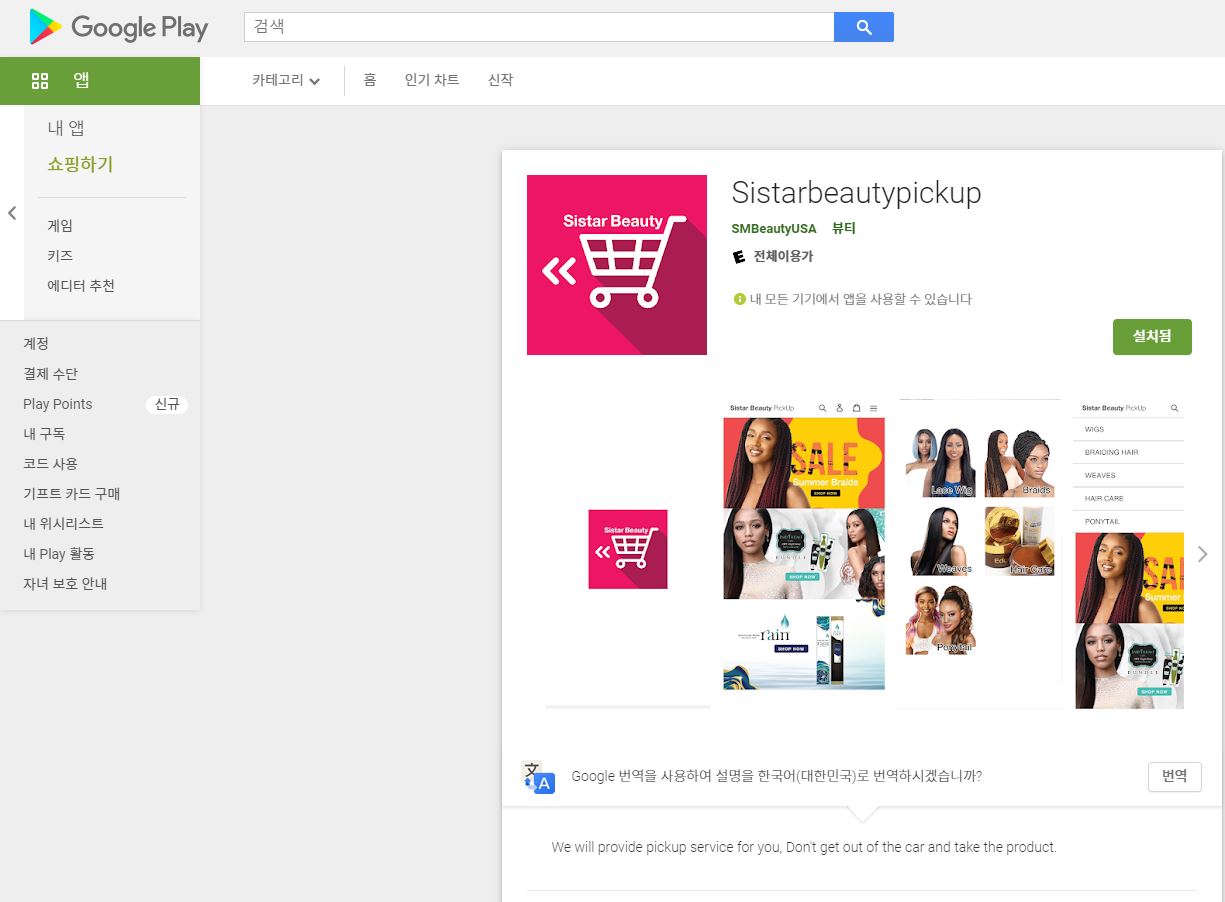 Google Play
검색
앱
카테고리
홈
인기 차트
신작
내 앱
쇼핑하기
게임
키즈
에디터 추천
계정
결제 수단
Play Points 신규
내 구독
코드 사용
기프트 카드 구매
내 위시리스트
내 Play 활동
자녀 보호 안내
Sistar Beauty
Sistarbeautypickup
SMBeautyUSA 뷰티
E 전체이용가
내 모든 기기에서 앱을 사용할 수 있습니다
설치됨
Sistar Beauty
Sistar Beauty PickUp
SALE
Summer Braids
SHOP NOW
BUNDLE
SHOP NOW
rain
SHOP NOW
Lace Wig
Braids
Weaves
Hair Care
Ponytail
Sistar Beauty PickUp
WIGS
BRAIDING HAIR
WEAVES
HAIR CARE
PONYTAIL
SA
Summer
SHOP NO
BUNDLE
SHOP NOW
Google 번역을 사용하여 설명을 한국어(대한민국)로 번역하시겠습니까?
번역
We will provide pickup service for you, Don't get out of the car and take the product.